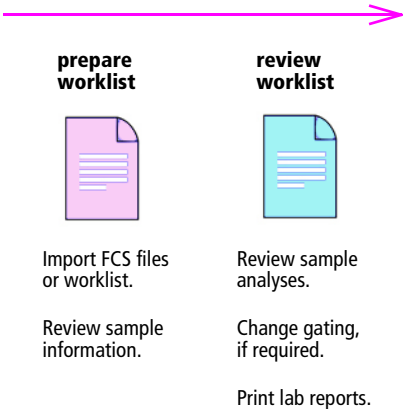 prepare
worklist
Import FCS files
or worklist.
Review sample
information.
review
worklist
Review sample
analyses.
Change gating,
if required.
Print lab reports.